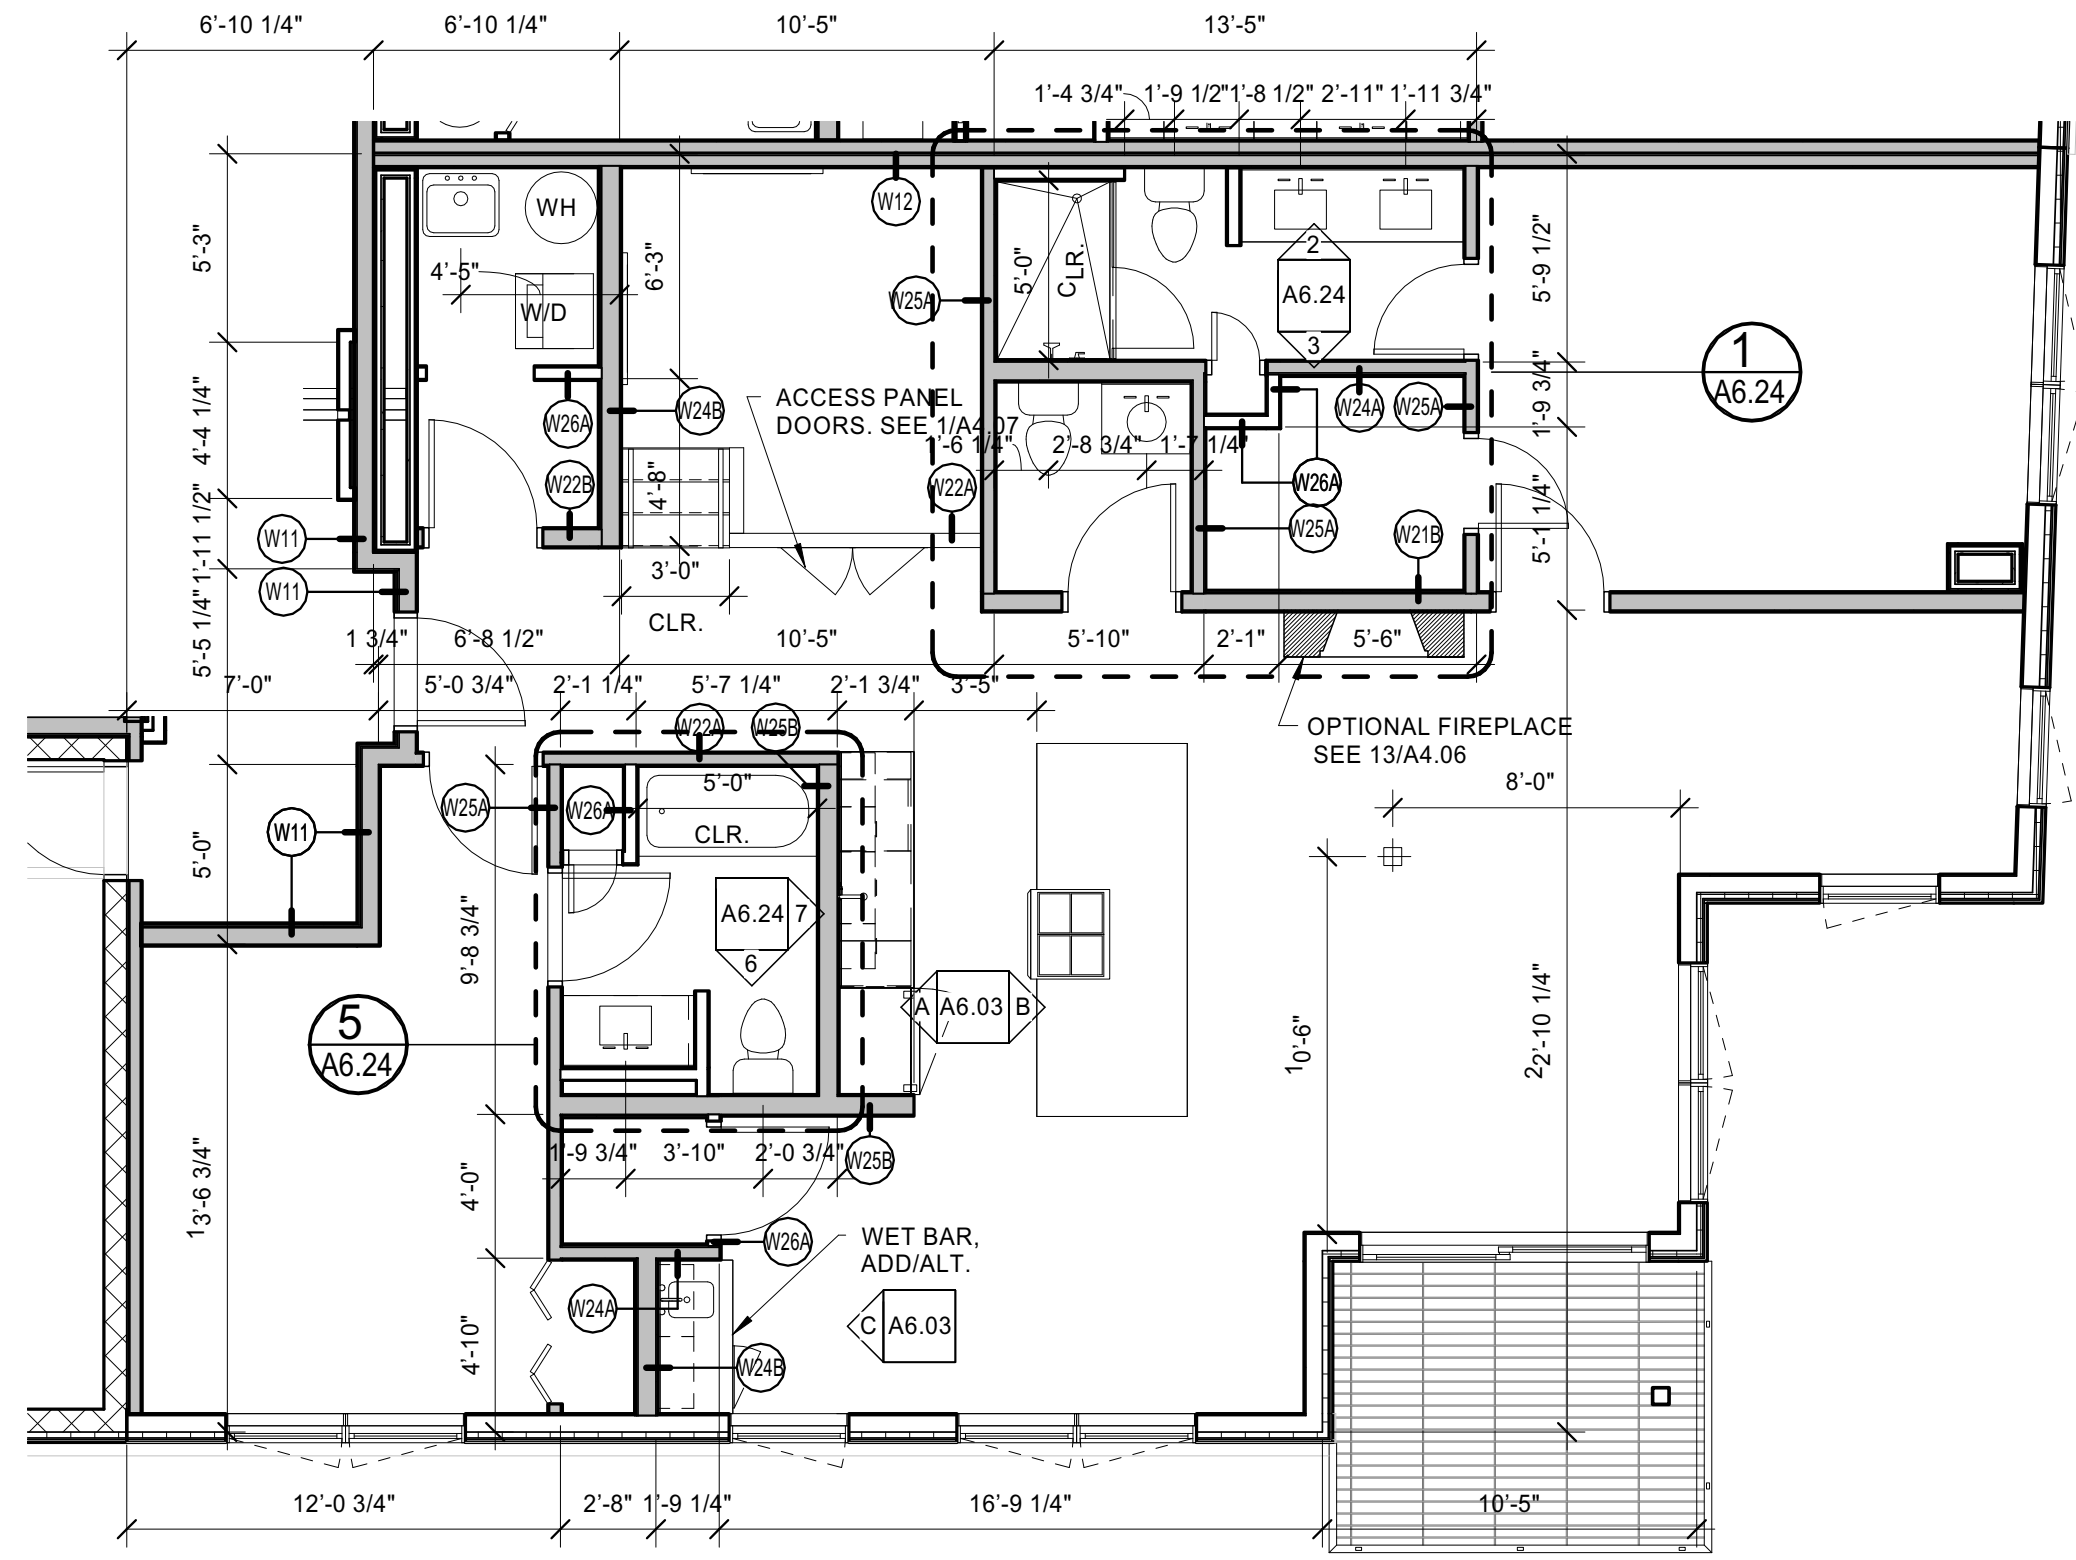 6'-10 1/4" 6'-10 1/4" 10'-5" 13'-5"
1'-4 3/4" 1'-9 1/2" 1'-8 1/2" 2'-11" 1'-11 3/4"
WH
W12
5'-3"
4'-5"
6'-3"
W/D
W25A
5'-0"
CLR.
2
A6.24
3
5'-9 1/2"
1
A6.24
ACCESS PANEL
DOORS. SEE 1/A4.07
W24B
W26A
W24A
W25A
1'-9 3/4"
4'-4 1/4"
1'-6 1/4" 2'-8 3/4" 1'-7 1/4"
W22B
4'-8"
W22A
W26A
W25A
W21B
5'-1 1/4"
W11
1'-11 1/2"
W11
3'-0"
CLR.
5'-5 1/4"
1 3/4" 6'-8 1/2" 10'-5" 5'-10" 2'-1" 5'-6"
7'-0" 5'-0 3/4" 2'-1 1/4" 5'-7 1/4" 2'-1 3/4" 3'-5"
W22A
W25B
OPTIONAL FIREPLACE
SEE 13/A4.06
8'-0"
5'-0"
CLR.
W25A
W26A
W11
5'-0"
9'-8 3/4"
A6.24 7
6
A A6.03 B
5
A6.24
10'-6"
22'-10 1/4"
1'-9 3/4" 3'-10" 2'-0 3/4"
W25B
13'-6 3/4"
4'-0"
W26A
WET BAR,
ADD/ALT.
W24A
C A6.03
4'-10"
W24B
12'-0 3/4" 2'-8" 1'-9 1/4" 16'-9 1/4" 10'-5"